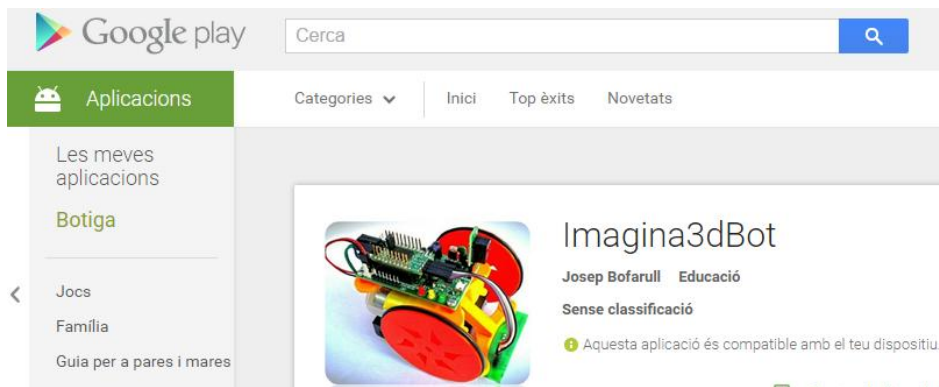 Google play
Cerca
Aplicacions
Categories
Inici
Top èxits
Novetats
Les meves
aplicacions
Botiga
Jocs
Família
Guia per a pares i mares
Imagina3dBot
Josep Bofarull Educació
Sense classificació
Aquesta aplicació és compatible amb el teu dispositiu.